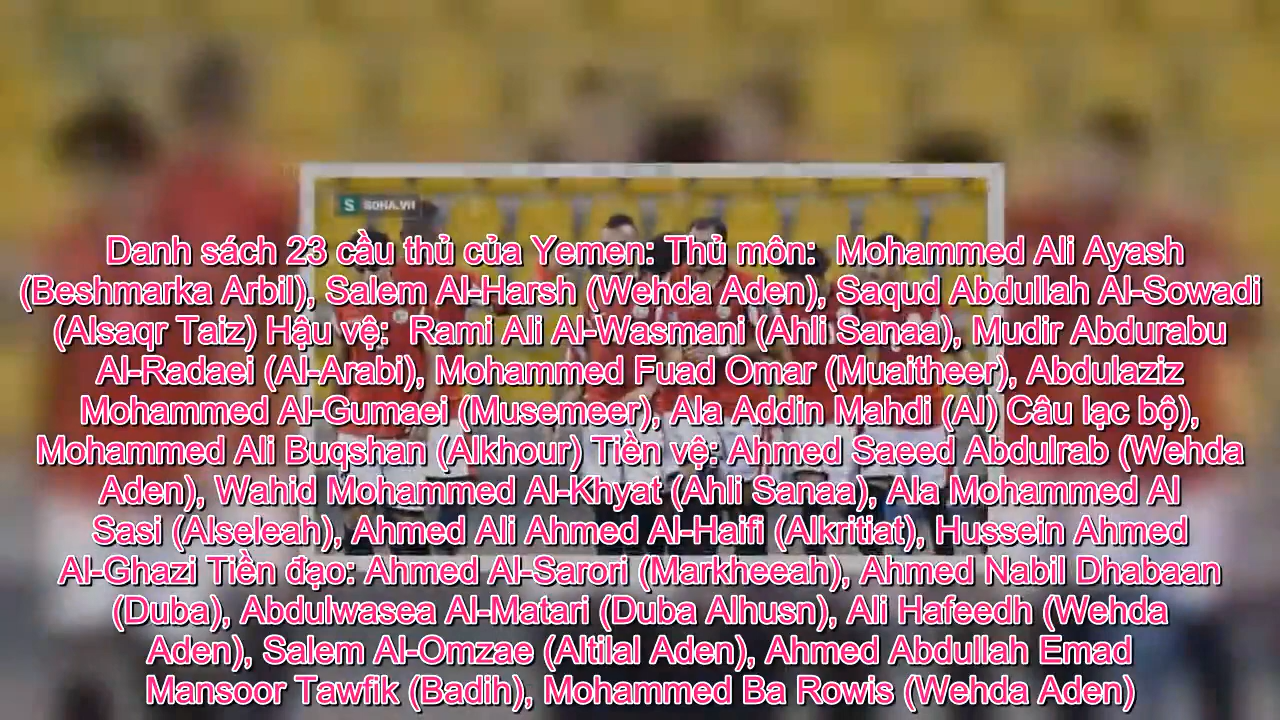 SOHA.VN
Danh sách 23 cầu thủ của Yemen: Thủ môn: Mohammed Ali Ayash
(Beshmarka Arbil), Salem Al-Harsh (Wehda Aden), Saqud Abdullah Al-Sowadi
(Alsaqr Taiz) Hậu vệ: Rami Ali Al-Wasmani (Ahli Sanaa), Mudir Abdurabu
Al-Radaei (Al-Arabi), Mohammed Fuad Omar (Muaitheer), Abdulaziz
Mohammed Al-Gumaei (Musemeer), Ala Addin Mahdi (Al) Câu lạc bộ),
Mohammed Ali Buqshan (Alkhour) Tiền vệ: Ahmed Saeed Abdulrab (Wehda
Aden), Wahid Mohammed Al-Khyat (Ahli Sanaa), Ala Mohammed Al
Sasi (Alseleah), Ahmed Ali Ahmed Al-Haifi (Alkritiat), Hussein Ahmed
Al-Ghazi Tiền đạo: Ahmed Al-Sarori (Markheeah), Ahmed Nabil Dhabaan
(Duba), Abdulwasea Al-Matari (Duba Alhusn), Ali Hafeedh (Wehda
Aden), Salem Al-Omzae (Altilal Aden), Ahmed Abdullah Emad
Mansoor Tawfik (Badih), Mohammed Ba Rowis (Wehda Aden)